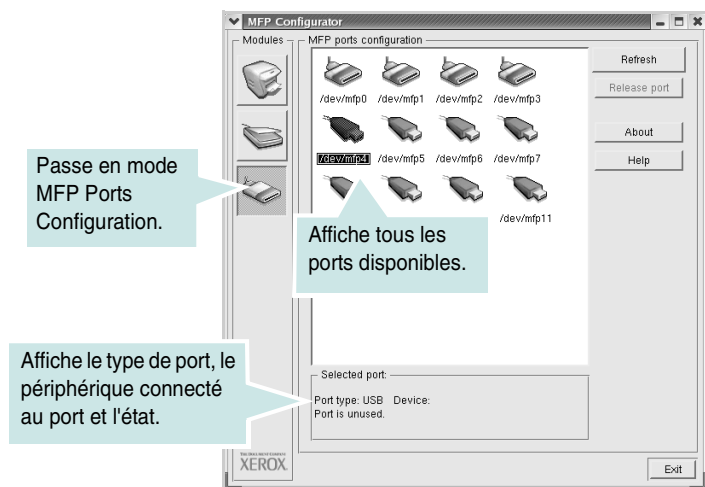 MFP Configurator
Modules
MFP ports configuration
/dev/mfp0 /dev/mfp1 /dev/mfp2 /dev/mfp3
Refresh
Release port
About
Help
/dev/mfp4 /dev/mfp5 /dev/mfp6 /dev/mfp7
Passe en mode
MFP Ports
Configuration.
/dev/mfp11
Affiche tous les
ports disponibles.
Affiche le type de port, le
périphérique connecté
au port et l'état.
Selected port:
Port type: USB Device:
Port is unused.
THE DOCUMENT COMPANY
XEROX
Exit